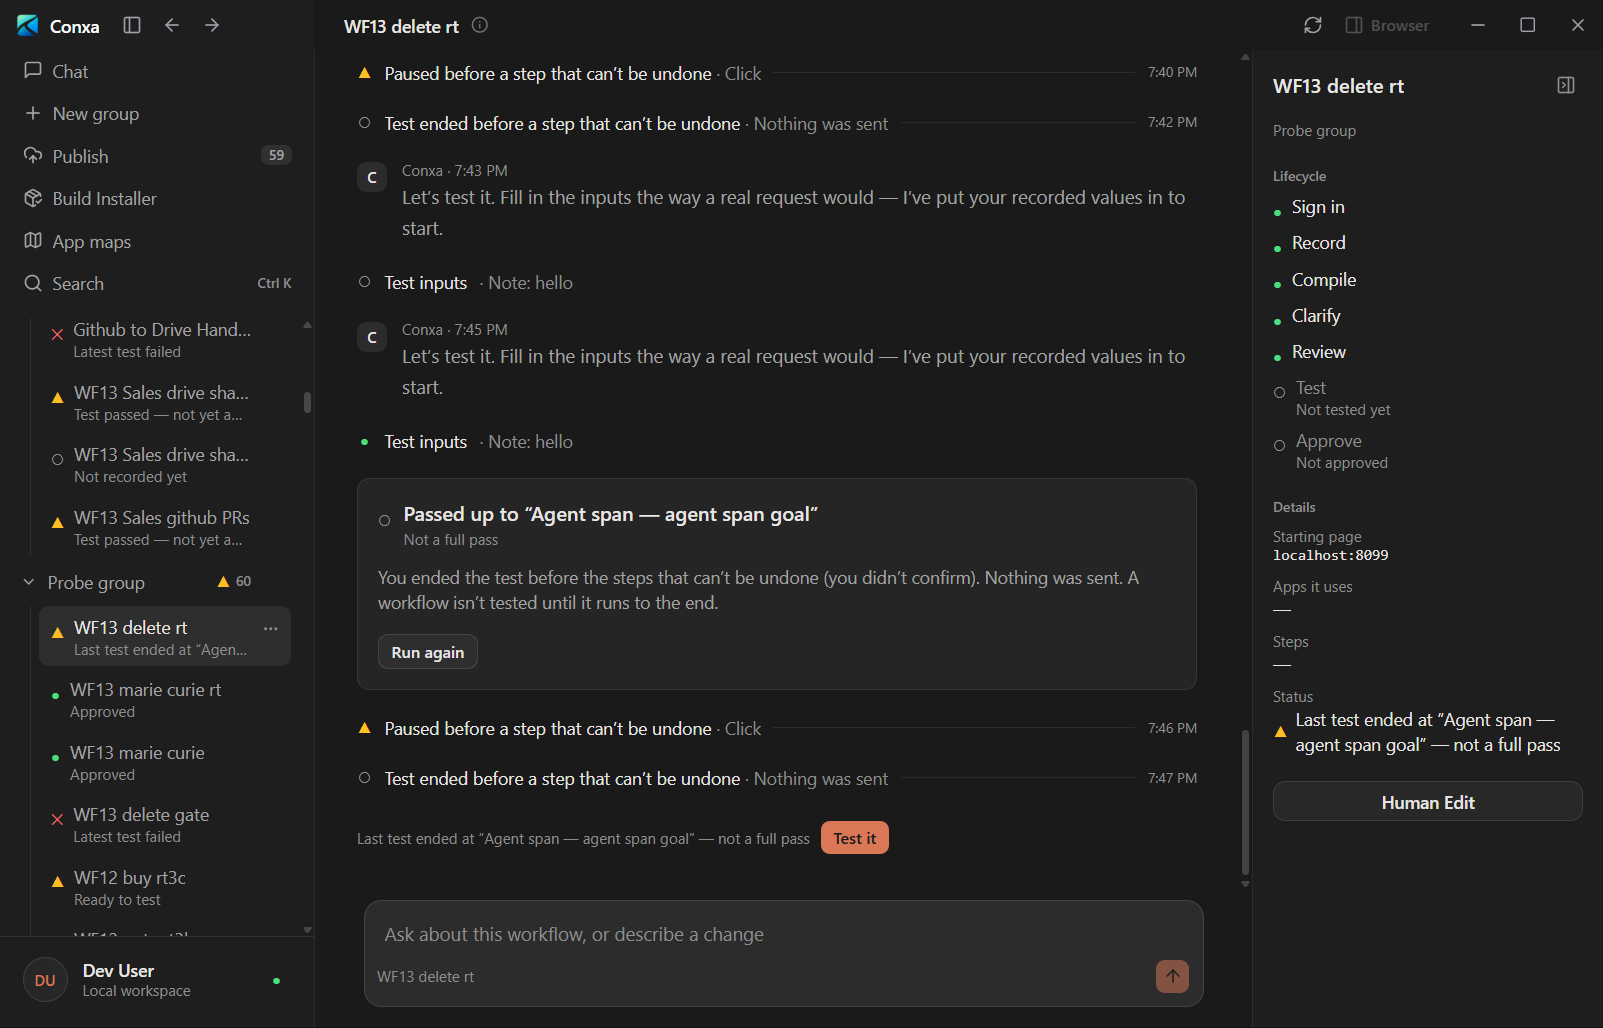 Conxa
Chat
New group
Publish 59
Build Installer
App maps
Search Ctrl K
Github to Drive Hand...
Latest test failed
WF13 Sales drive sha...
Test passed — not yet a...
WF13 Sales drive sha...
Not recorded yet
WF13 Sales github PRs
Test passed — not yet a...
Probe group 60
WF13 delete rt ...
Last test ended at “Agen...
WF13 marie curie rt
Approved
WF13 marie curie
Approved
WF13 delete gate
Latest test failed
WF12 buy rt3c
Ready to test
DU
Dev User
Local workspace
WF13 delete rt
Browser
Paused before a step that can’t be undone · Click 7:40 PM
Test ended before a step that can’t be undone · Nothing was sent 7:42 PM
C
Conxa · 7:43 PM
Let’s test it. Fill in the inputs the way a real request would — I’ve put your recorded values in to
start.
Test inputs · Note: hello
C
Conxa · 7:45 PM
Let’s test it. Fill in the inputs the way a real request would — I’ve put your recorded values in to
start.
Test inputs · Note: hello
Passed up to “Agent span — agent span goal”
Not a full pass
You ended the test before the steps that can’t be undone (you didn’t confirm). Nothing was sent. A
workflow isn’t tested until it runs to the end.
Run again
Paused before a step that can’t be undone · Click 7:46 PM
Test ended before a step that can’t be undone · Nothing was sent 7:47 PM
Last test ended at “Agent span — agent span goal” — not a full pass Test it
Ask about this workflow, or describe a change
WF13 delete rt
WF13 delete rt
Probe group
Lifecycle
Sign in
Record
Compile
Clarify
Review
Test
Not tested yet
Approve
Not approved
Details
Starting page
localhost:8099
Apps it uses
—
Steps
—
Status
Last test ended at “Agent span —
agent span goal” — not a full pass
Human Edit